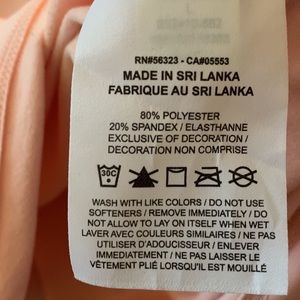 RN#56323 - CA#05553
MADE IN SRI LANKA
FABRIQUE AU SRI LANKA
80% POLYESTER
20% SPANDEX / ELASTHANNE
EXCLUSIVE OF DECORATION /
DECORATION NON COMPRISE
30C
WASH WITH LIKE COLORS / DO NOT USE
SOFTENERS / REMOVE IMMEDIATELY / DO
NOT TO ALLOW TO LAY ON ITSELF WHEN WET
LAVER AVEC COULEURS SIMILAIRES / NE PAS
UTILISER D'ADOUCISSEUR / ENLEVER
IMMEDIATEMENT / NE PAS LAISSER LE
VÊTEMENT PLIÉ LORSQU'IL EST MOUILLÉ